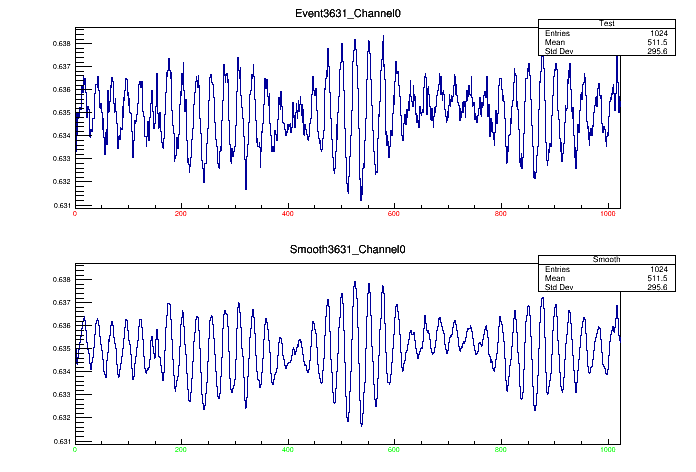 Event3631_Channel0
Test
Entries 1024
Mean 511.5
Std Dev 295.6
0.638
0.637
0.636
0.635
0.634
0.633
0.632
0.631
0 200 400 600 800 1000
Smooth3631_Channel0
Smooth
Entries 1024
Mean 511.5
Std Dev 295.6
0.638
0.637
0.636
0.635
0.634
0.633
0.632
0.631
0 200 400 600 800 1000